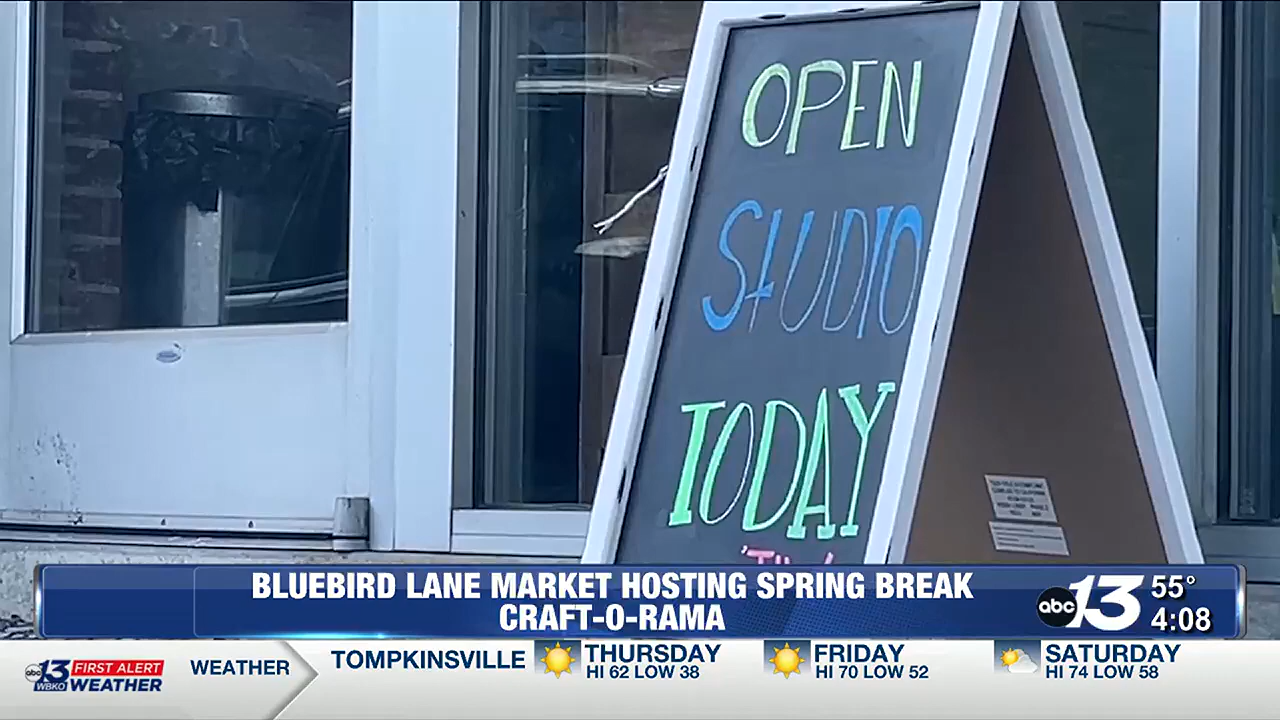 OPEN
STUDIO
TODAY
BLUEBIRD LANE MARKET HOSTING SPRING BREAK
CRAFT-O-RAMA
abc 13
55°
4:08
abc 13 FIRST ALERT
WBKO WEATHER
WEATHER
TOMPKINSVILLE
THURSDAY
HI 62 LOW 38
FRIDAY
HI 70 LOW 52
SATURDAY
HI 74 LOW 58